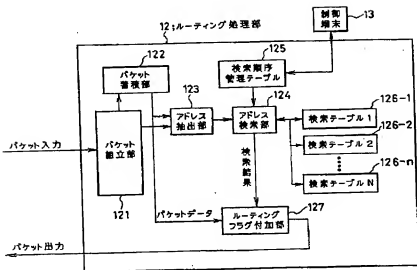 12;ルーティング処理部
制御
端末
13
122
パケット
蓄積部
125
検索順序
管理テーブル
123
アドレス
抽出部
124
アドレス
検索部
126-1
検索テーブル1
126-2
検索テーブル2
126-n
検索テーブルN
パケット入力
パケット
組立部
121
検索結果
パケットデータ
127
ルーティング
フラグ付加部
パケット出力